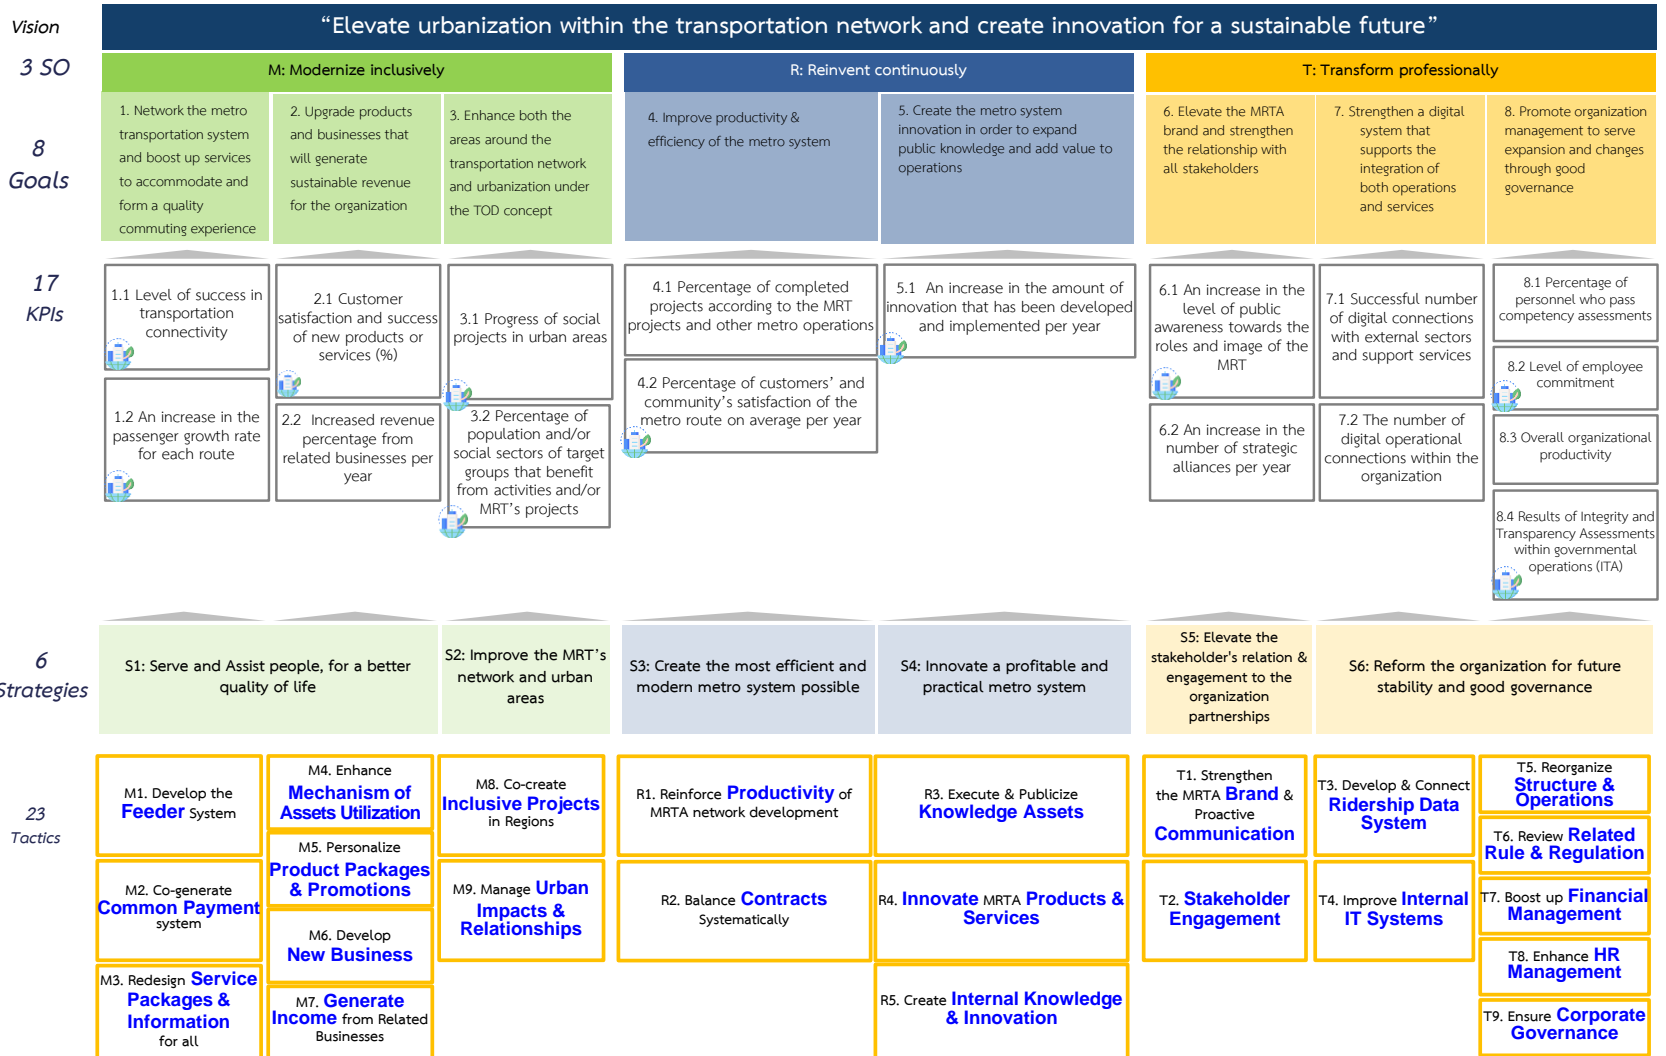 Vision
“Elevate urbanization within the transportation network and create innovation for a sustainable future”
3 SO
M: Modernize inclusively
R: Reinvent continuously
T: Transform professionally
8
Goals
1. Network the metro
transportation system
and boost up services
to accommodate and
form a quality
commuting experience
2. Upgrade products
and businesses that
will generate
sustainable revenue
for the organization
3. Enhance both the
areas around the
transportation network
and urbanization under
the TOD concept
4. Improve productivity &
efficiency of the metro system
5. Create the metro system
innovation in order to expand
public knowledge and add value to
operations
6. Elevate the MRTA
brand and strengthen
the relationship with
all stakeholders
7. Strengthen a digital
system that
supports the
integration of
both operations
and services
8. Promote organization
management to serve
expansion and changes
through good
governance
17
KPIs
1.1 Level of success in
transportation
connectivity
1.2 An increase in the
passenger growth rate
for each route
2.1 Customer
satisfaction and success
of new products or
services (%)
2.2 Increased revenue
percentage from
related businesses per
year
3.1 Progress of social
projects in urban areas
3.2 Percentage of
population and/or
social sectors of target
groups that benefit
from activities and/or
MRT’s projects
4.1 Percentage of completed
projects according to the MRT
projects and other metro operations
4.2 Percentage of customers’ and
community’s satisfaction of the
metro route on average per year
5.1 An increase in the amount of
innovation that has been developed
and implemented per year
6.1 An increase in the
level of public
awareness towards the
roles and image of the
MRT
6.2 An increase in the
number of strategic
alliances per year
7.1 Successful number
of digital connections
with external sectors
and support services
7.2 The number of
digital operational
connections within the
organization
8.1 Percentage of
personnel who pass
competency assessments
8.2 Level of employee
commitment
8.3 Overall organizational
productivity
8.4 Results of Integrity and
Transparency Assessments
within governmental
operations (ITA)
6
Strategies
S1: Serve and Assist people, for a better
quality of life
S2: Improve the MRT’s
network and urban
areas
S3: Create the most efficient and
modern metro system possible
S4: Innovate a profitable and
practical metro system
S5: Elevate the
stakeholder's relation &
engagement to the
organization
partnerships
S6: Reform the organization for future
stability and good governance
23
Tactics
M1. Develop the
Feeder System
M2. Co-generate
Common Payment
system
M3. Redesign Service
Packages &
Information
for all
M4. Enhance
Mechanism of
Assets Utilization
M5. Personalize
Product Packages
& Promotions
M6. Develop
New Business
M7. Generate
Income from Related
Businesses
M8. Co-create
Inclusive Projects
in Regions
M9. Manage Urban
Impacts &
Relationships
R1. Reinforce Productivity of
MRTA network development
R2. Balance Contracts
Systematically
R3. Execute & Publicize
Knowledge Assets
R4. Innovate MRTA Products &
Services
R5. Create Internal Knowledge
& Innovation
T1. Strengthen
the MRTA Brand &
Proactive
Communication
T2. Stakeholder
Engagement
T3. Develop & Connect
Ridership Data
System
T4. Improve Internal
IT Systems
T5. Reorganize
Structure &
Operations
T6. Review Related
Rule & Regulation
T7. Boost up Financial
Management
T8. Enhance HR
Management
T9. Ensure Corporate
Governance